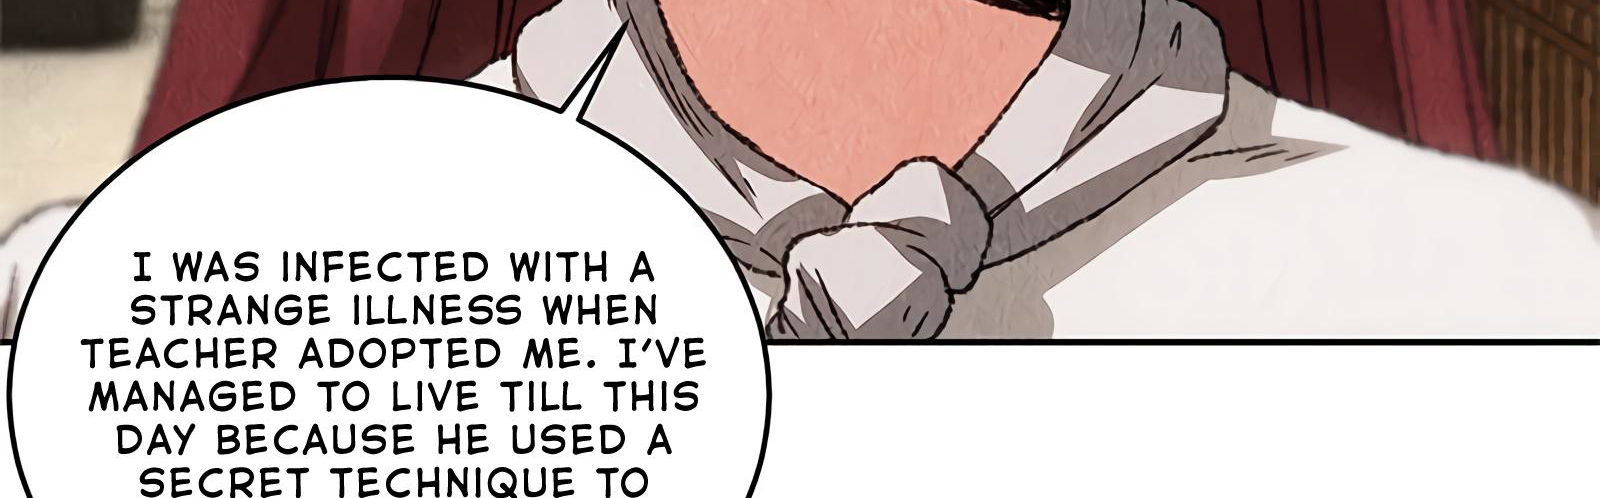 I WAS INFECTED WITH A
STRANGE ILLNESS WHEN
TEACHER ADOPTED ME. I'VE
MANAGED TO LIVE TILL THIS
DAY BECAUSE HE USED A
SECRET TECHNIQUE TO